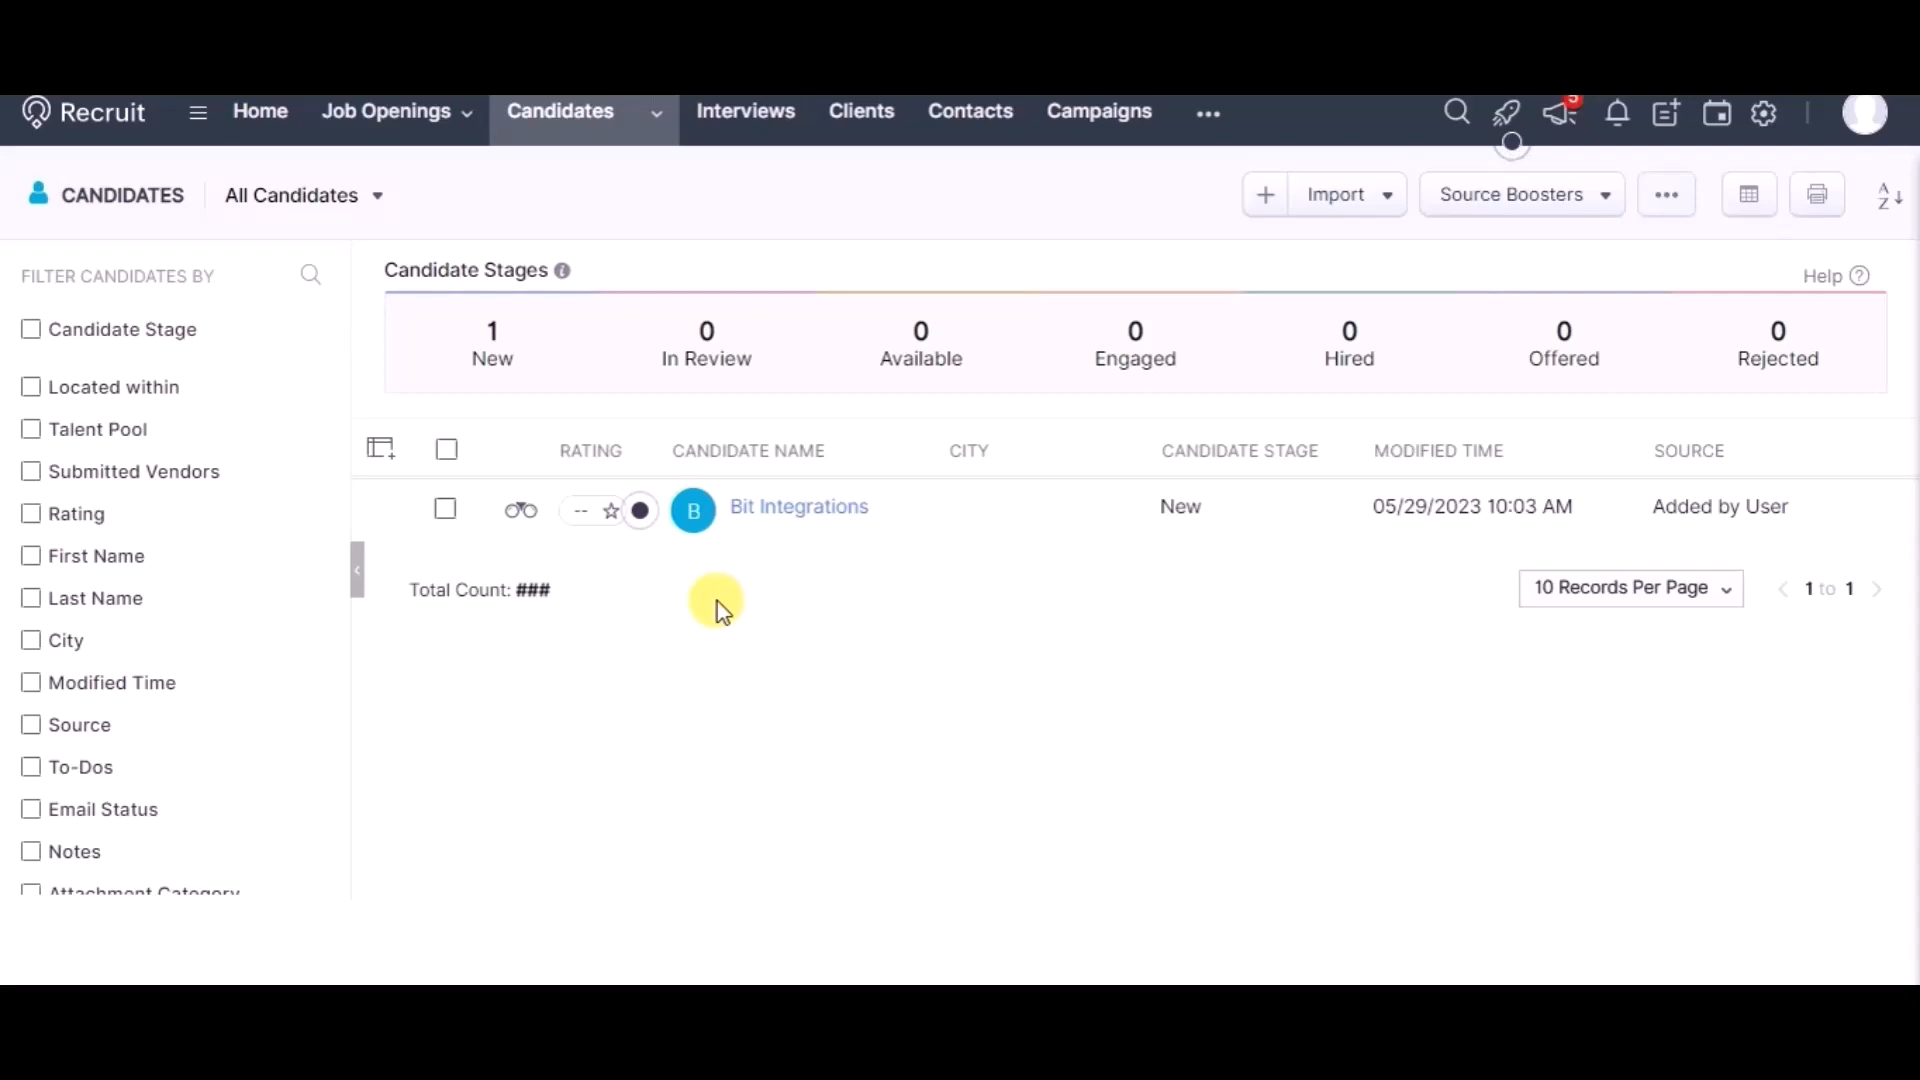 Recruit Home Job Openings Candidates Interviews Clients Contacts Campaigns ••• 5
CANDIDATES All Candidates + Import Source Boosters ••• A Z
FILTER CANDIDATES BY
Candidate Stages Help
1 0 0 0 0 0 0
New In Review Available Engaged Hired Offered Rejected
Candidate Stage
Located within
Talent Pool
Submitted Vendors
Rating
First Name
Last Name
City
Modified Time
Source
To-Dos
Email Status
Notes
Attachment Category
RATING CANDIDATE NAME CITY CANDIDATE STAGE MODIFIED TIME SOURCE
-- B Bit Integrations New 05/29/2023 10:03 AM Added by User
Total Count: ### 10 Records Per Page 1 to 1